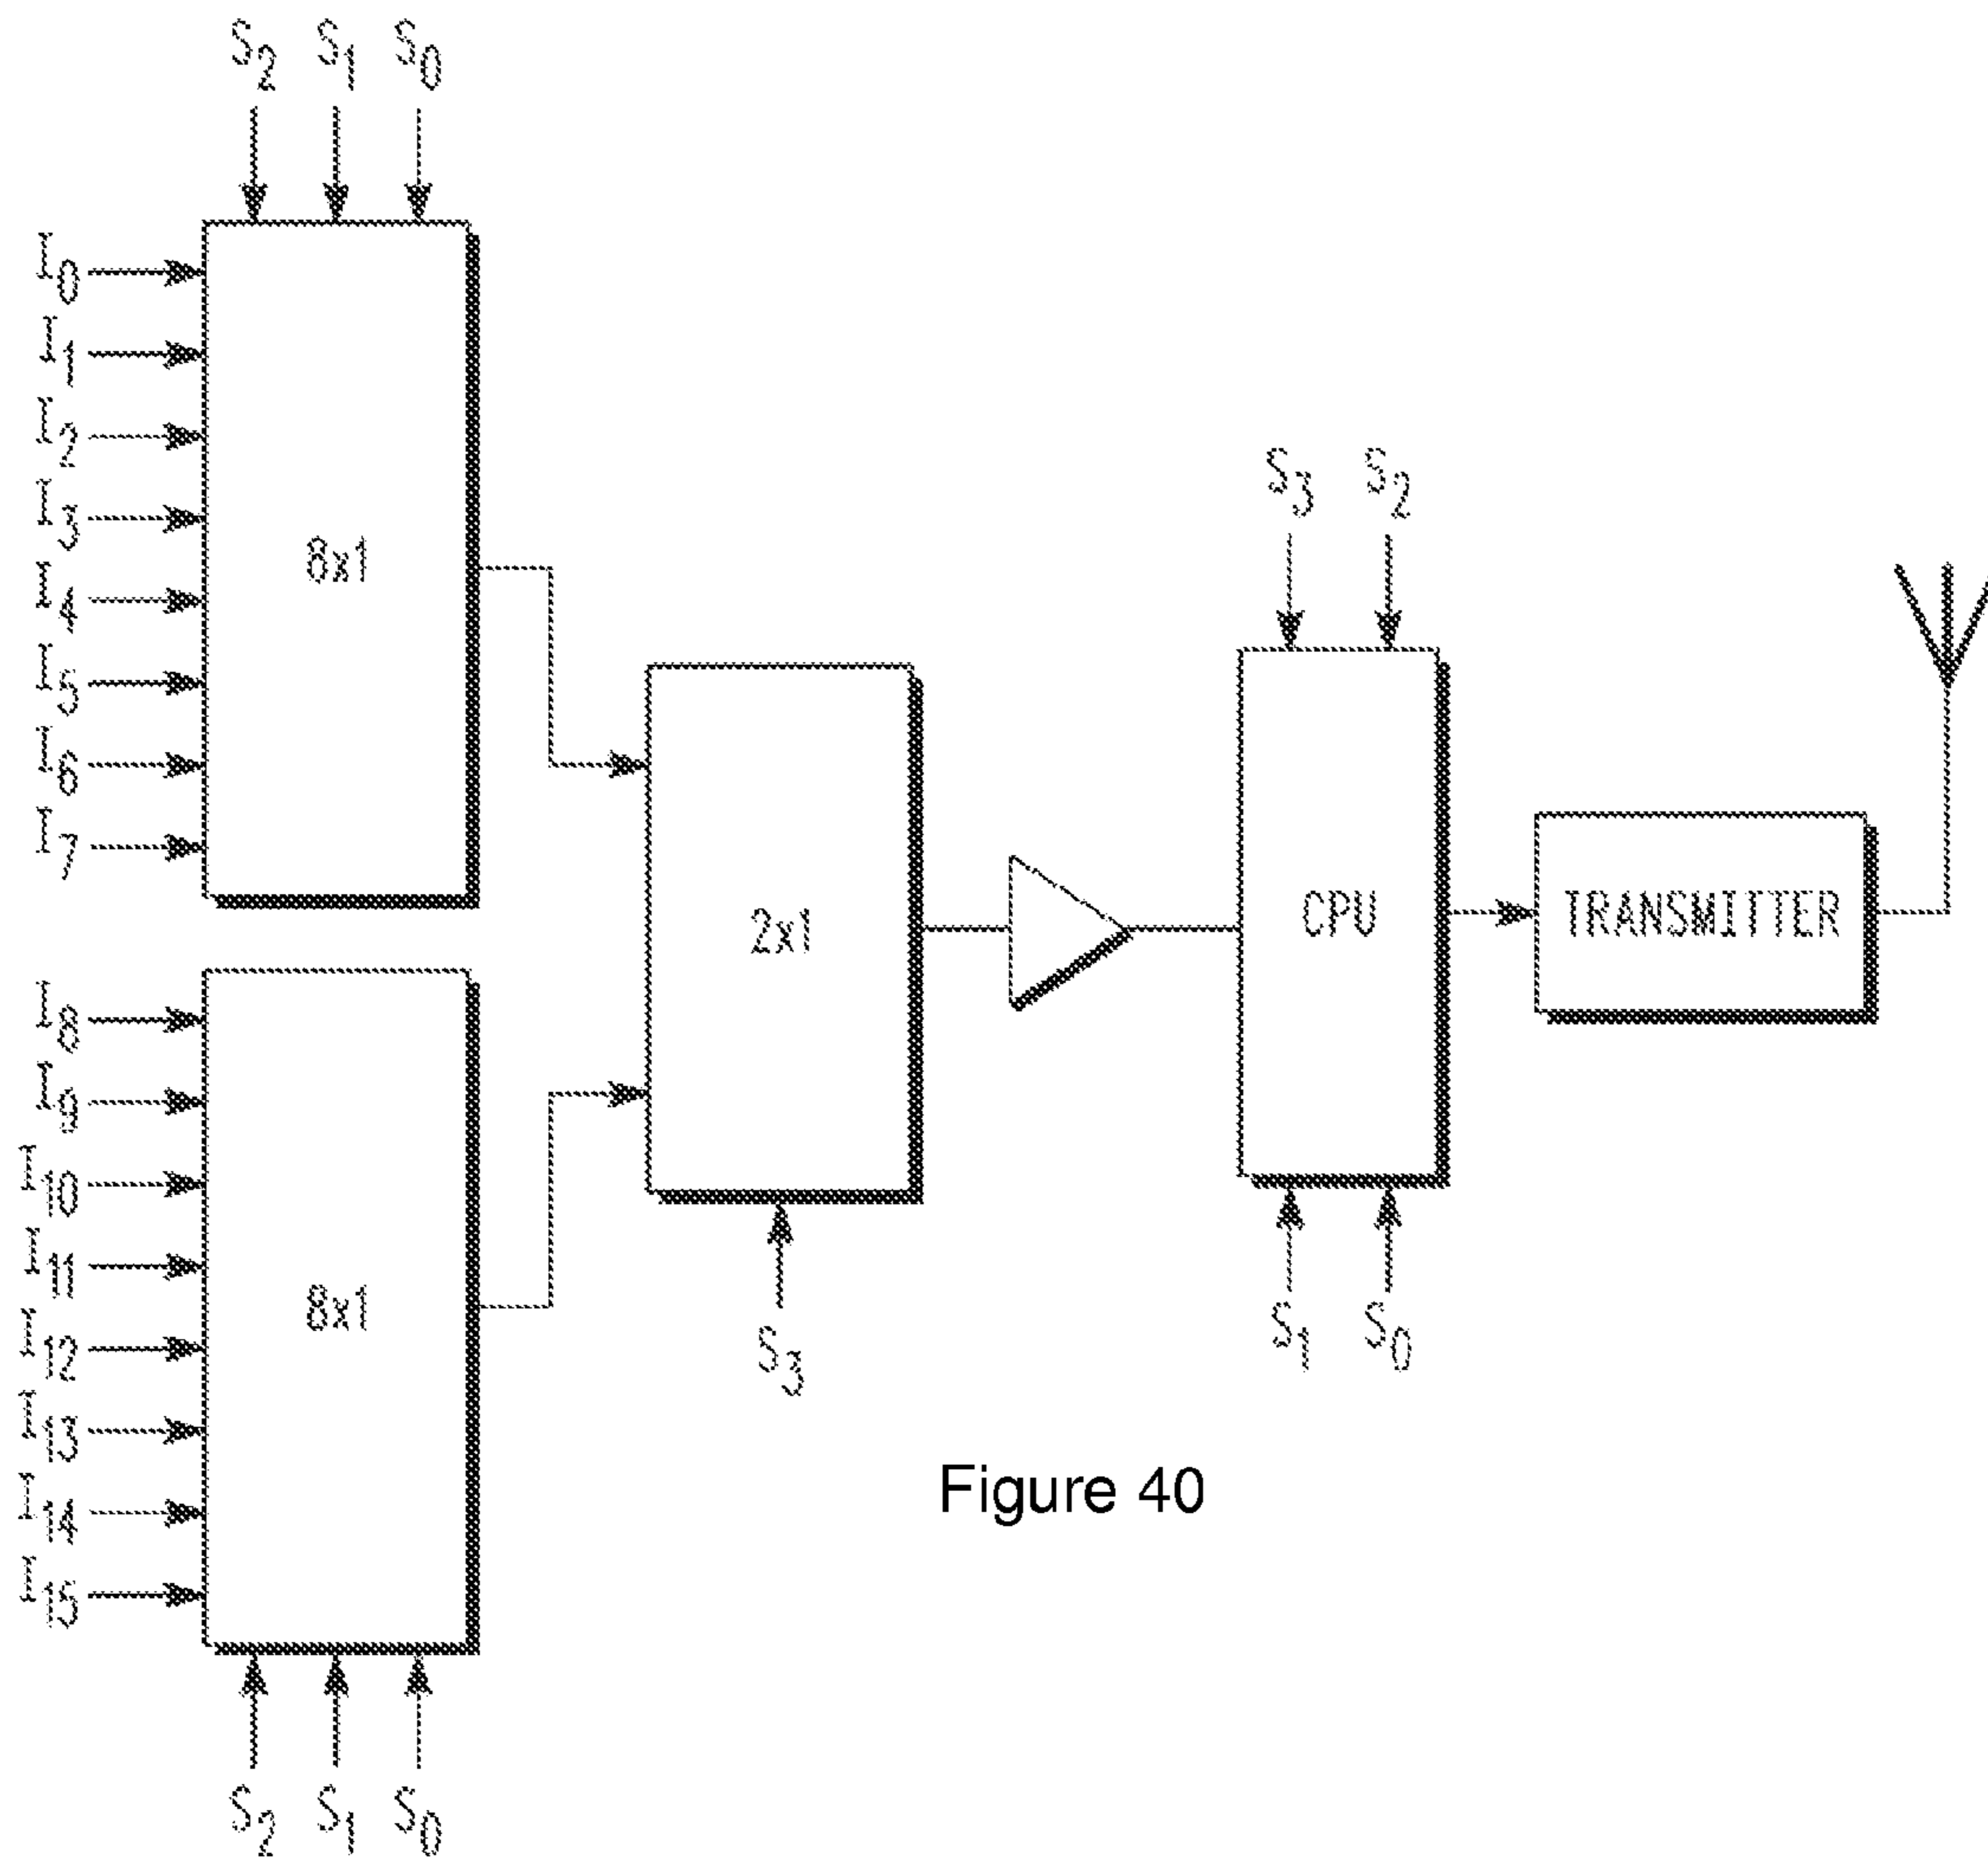 S2 S1 S0
I0
I1
I2
I3
I4
I5
I6
I7
8x1
I8
I9
I10
I11
I12
I13
I14
I15
8x1
S2 S1 S0
2x1
S3
S3 S2
CPU
S1 S0
TRANSMITTER
Figure 40